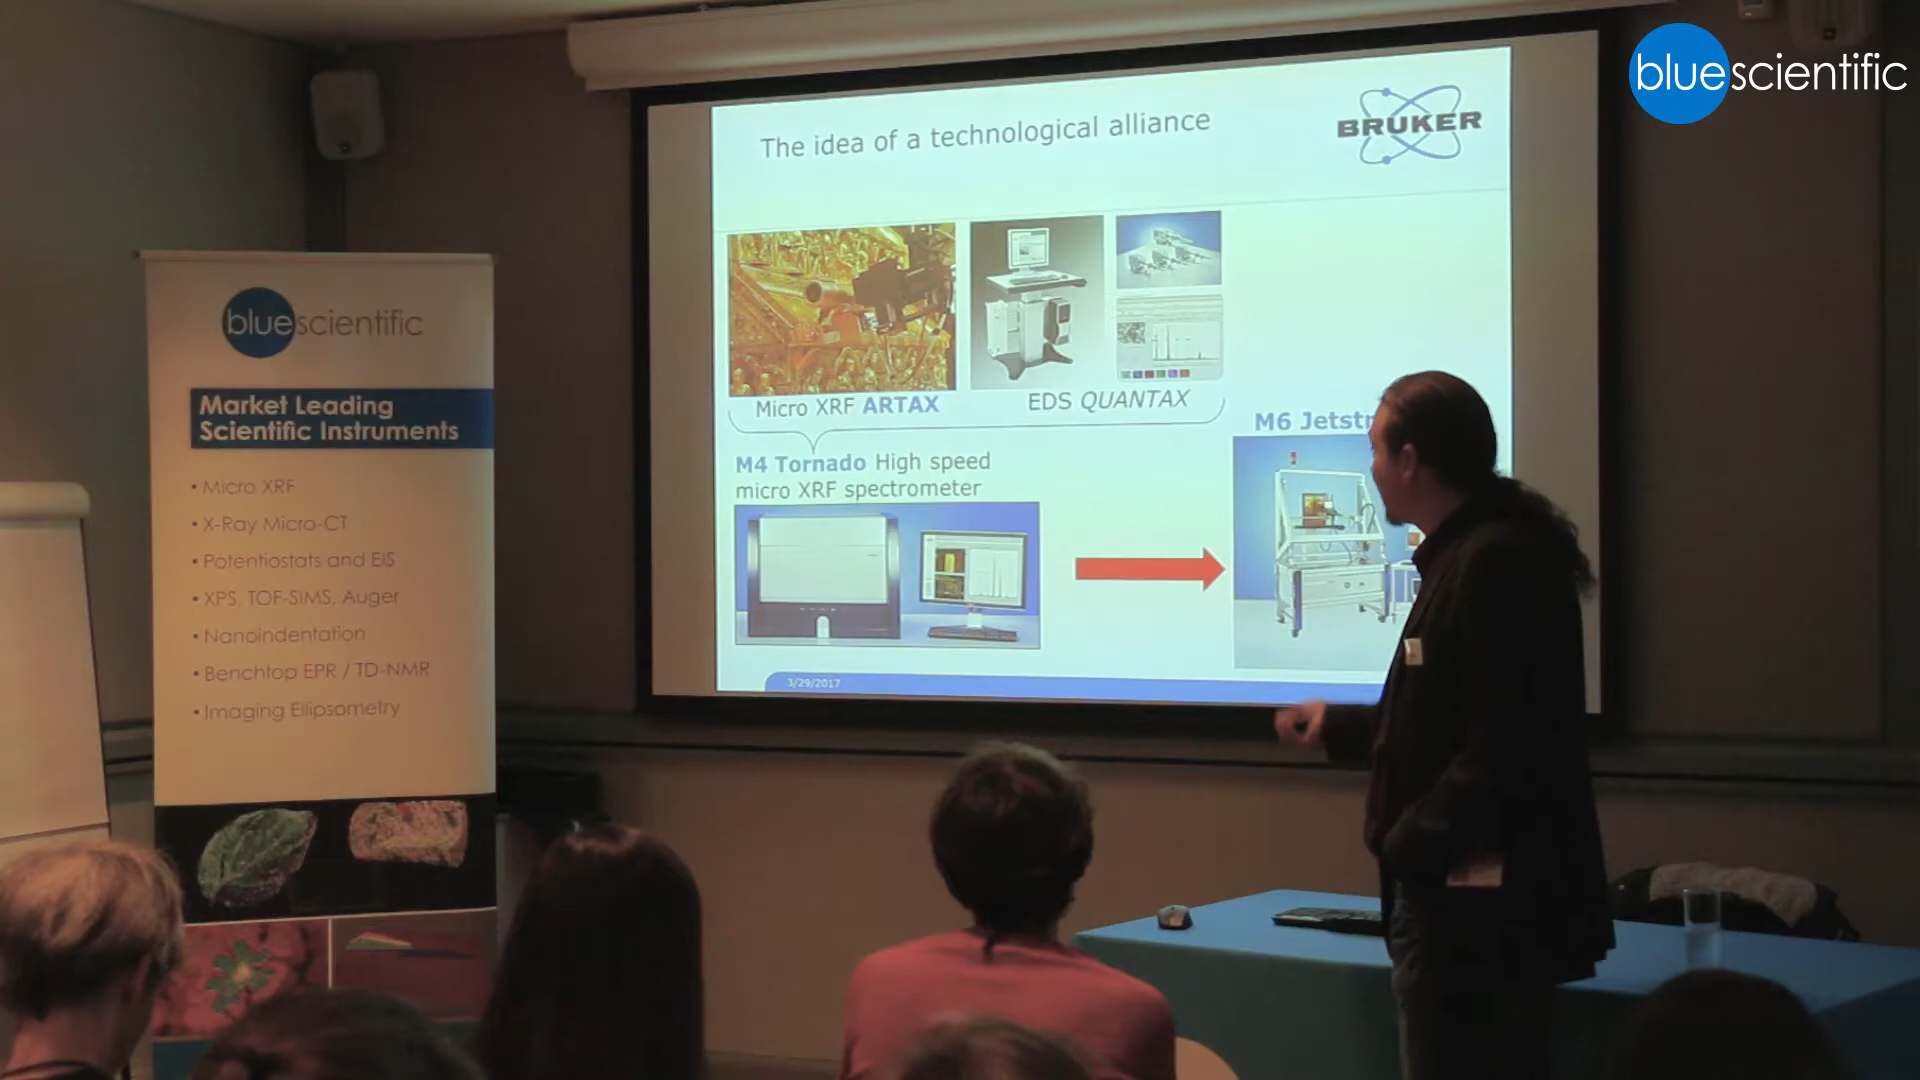 bluescientific
The idea of a technological alliance
BRUKER
Micro XRF ARTAX
EDS QUANTAX
M4 Tornado High speed
micro XRF spectrometer
M6 Jetstr
3/29/2017
bluescientific
Market Leading
Scientific Instruments
• Micro XRF
• X-Ray Micro-CT
• Potentiostats and EIS
• XPS, TOF-SIMS, Auger
• Nanoindentation
• Benchtop EPR / TD-NMR
• Imaging Ellipsometry